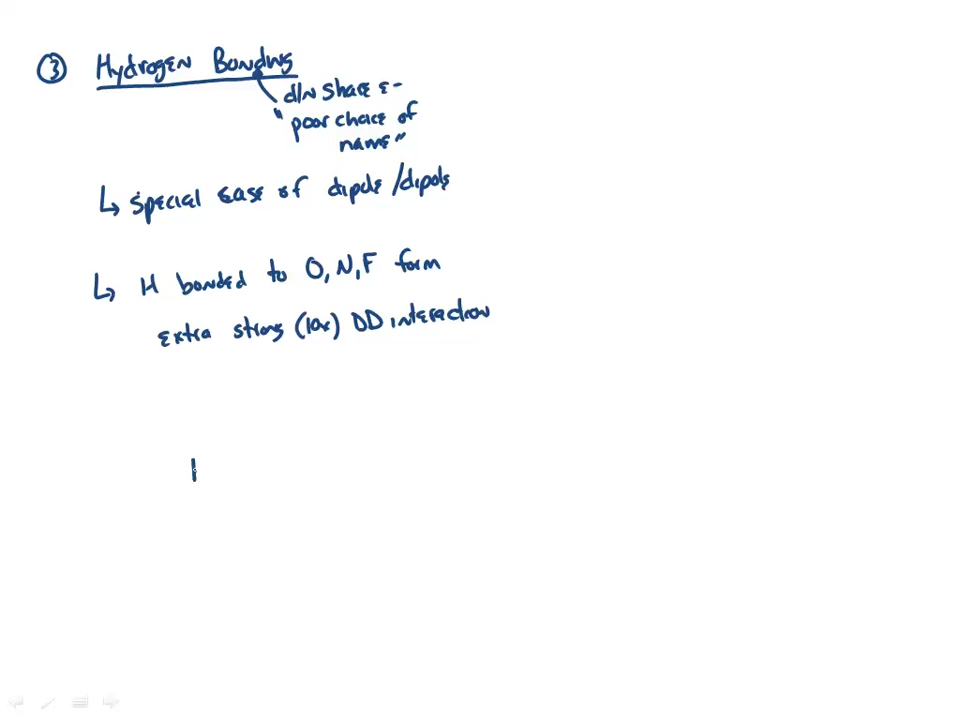 ③ Hydrogen Bonding
d/n share e-
"poor choice of
name"
↳ special case of dipole/dipole
↳ H bonded to O, N, F form
extra strong (10x) DD interaction